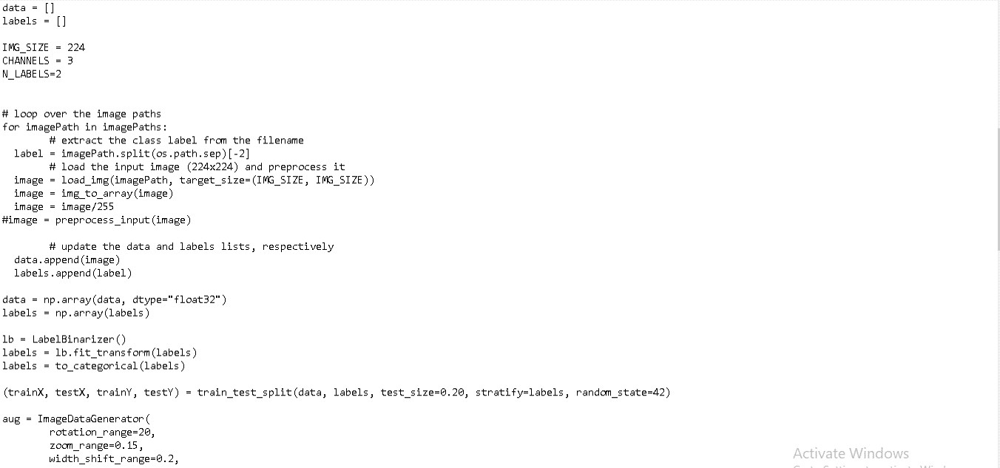 data = []
labels = []

IMG_SIZE = 224
CHANNELS = 3
N_LABELS=2

# loop over the image paths
for imagePath in imagePaths:
        # extract the class label from the filename
  label = imagePath.split(os.path.sep)[-2]
        # load the input image (224x224) and preprocess it
  image = load_img(imagePath, target_size=(IMG_SIZE, IMG_SIZE))
  image = img_to_array(image)
  image = image/255
#image = preprocess_input(image)

        # update the data and labels lists, respectively
  data.append(image)
  labels.append(label)

data = np.array(data, dtype="float32")
labels = np.array(labels)

lb = LabelBinarizer()
labels = lb.fit_transform(labels)
labels = to_categorical(labels)

(trainX, testX, trainY, testY) = train_test_split(data, labels, test_size=0.20, stratify=labels, random_state=42)

aug = ImageDataGenerator(
        rotation_range=20,
        zoom_range=0.15,
        width_shift_range=0.2,
Activate Windows